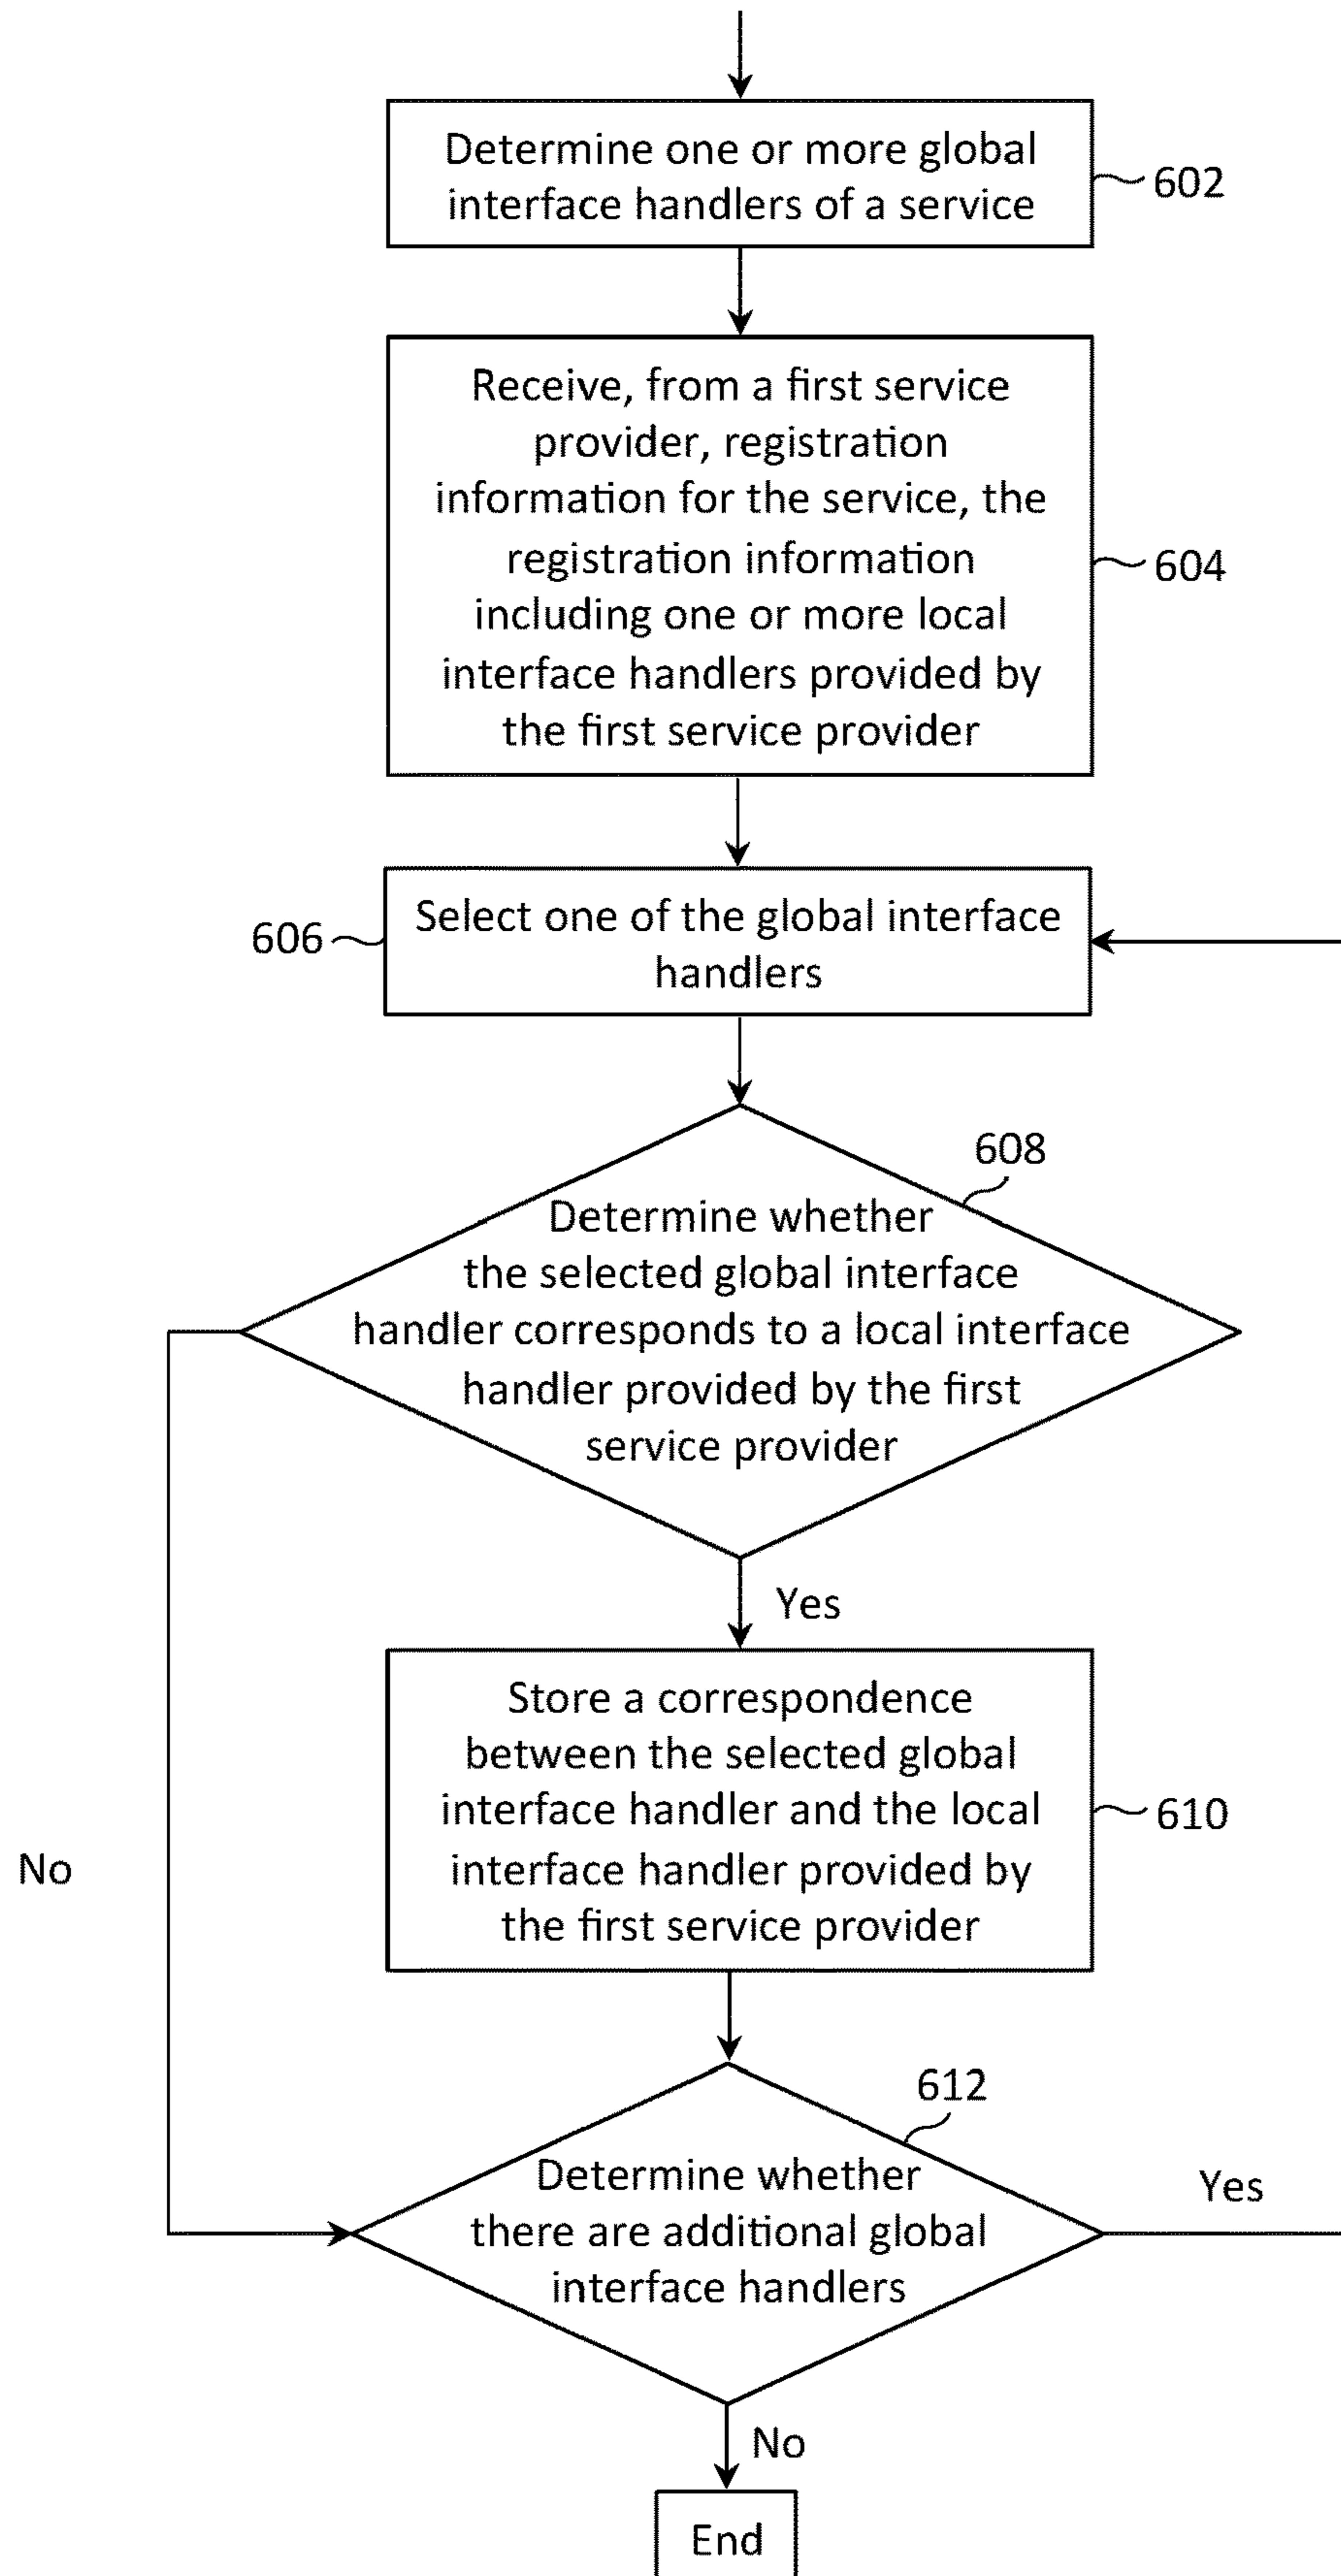 Determine one or more global
interface handlers of a service
602
Receive, from a first service
provider, registration
information for the service, the
registration information
including one or more local
interface handlers provided by
the first service provider
604
Select one of the global interface
handlers
606
608
Determine whether
the selected global interface
handler corresponds to a local interface
handler provided by the first
service provider
Yes
Store a correspondence
between the selected global
interface handler and the local
interface handler provided by
the first service provider
610
No
612
Determine whether
there are additional global
interface handlers
Yes
No
End